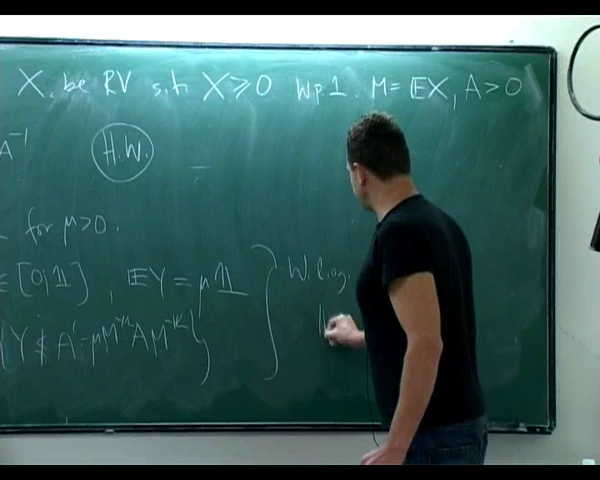 X, be RV s.t. X ≥ 0 w.p.1. M = 𝔼X, A > 0
A⁻¹ H.W.
for μ>0.
∈ [0;𝟙], 𝔼Y = μ𝟙 } W.l.o.g.
{Y ≰ A' := μM^{-1/2}AM^{-1/2}}